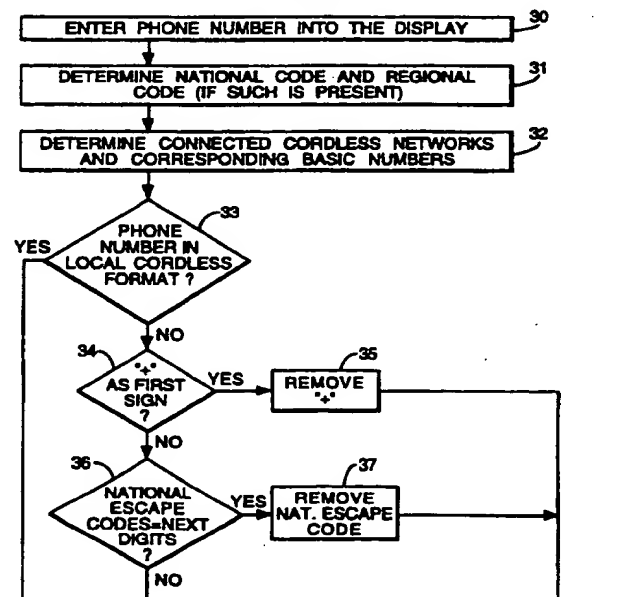 ENTER PHONE NUMBER INTO THE DISPLAY
30
DETERMINE NATIONAL CODE AND REGIONAL
CODE (IF SUCH IS PRESENT)
31
DETERMINE CONNECTED CORDLESS NETWORKS
AND CORRESPONDING BASIC NUMBERS
32
33
PHONE
NUMBER IN
LOCAL CORDLESS
FORMAT ?
YES
NO
34
"+"
AS FIRST
SIGN
?
YES
35
REMOVE
"+"
NO
36
NATIONAL
ESCAPE
CODES=NEXT
DIGITS
?
YES
37
REMOVE
NAT. ESCAPE
CODE
NO